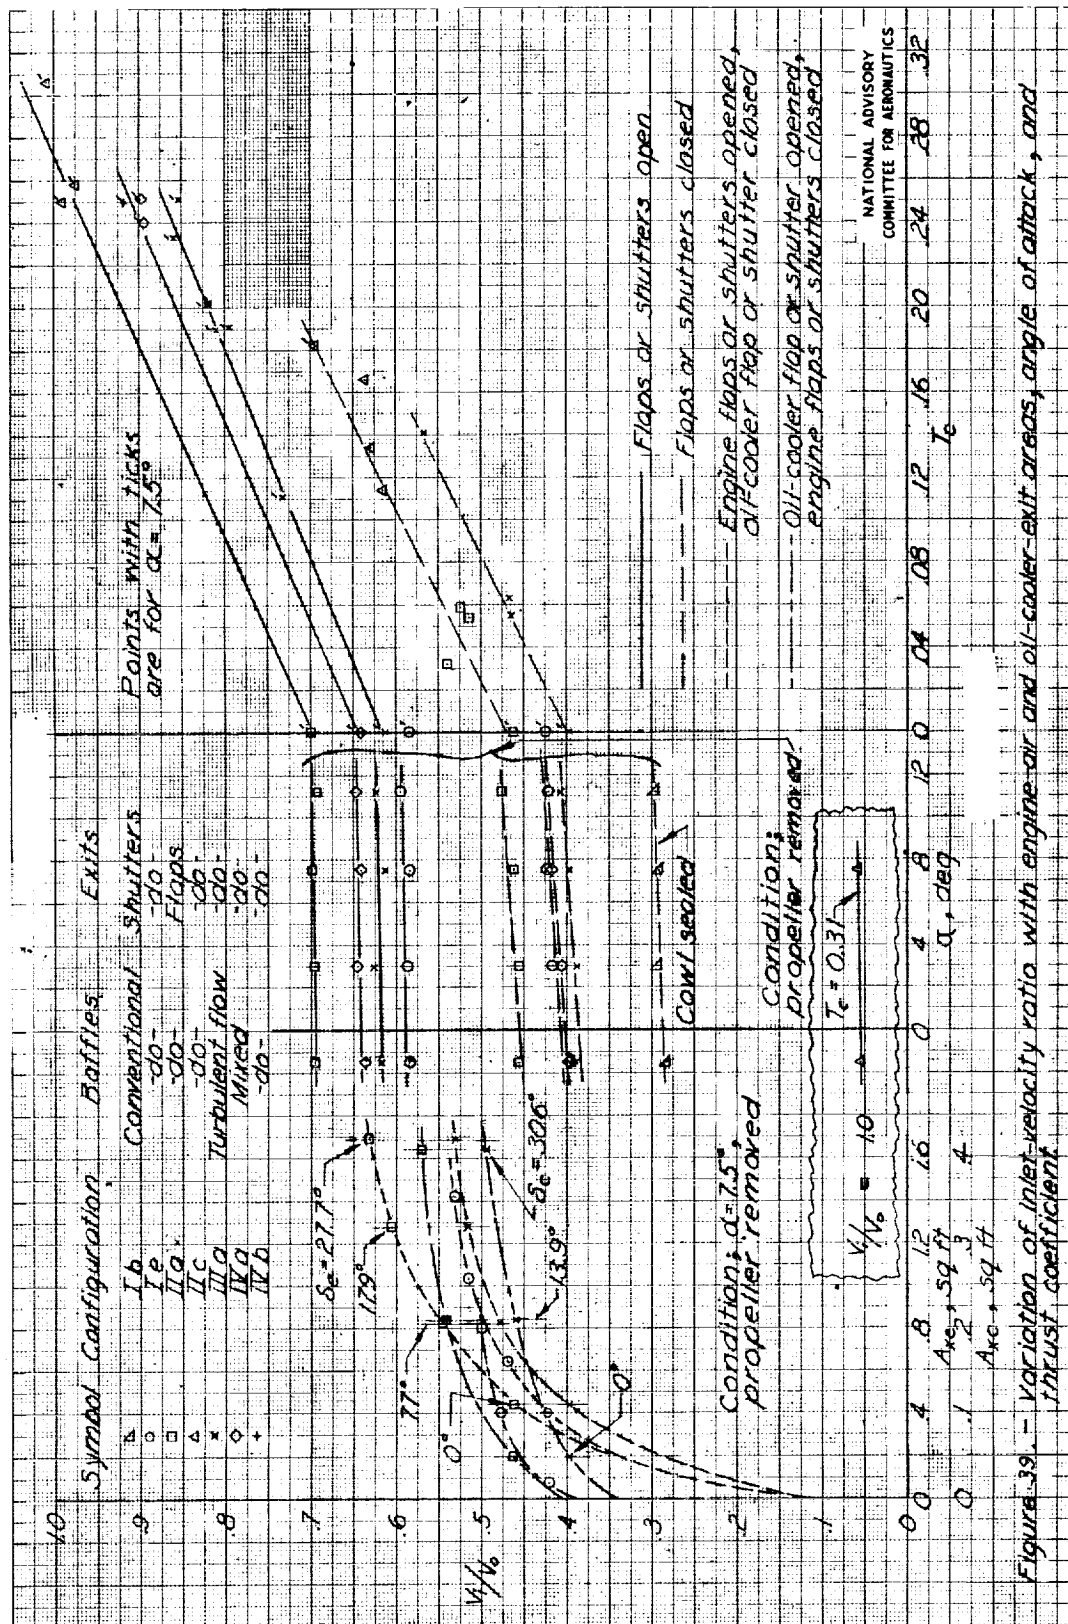 Symbol Configuration Baffles Exits
Ib Conventional Shutters
Ie -do- -do-
IIa -do- Flaps
IIc -do- -do-
IIIa Turbulent flow -do-
IVa Mixed -do-
IVb -do- -do-
Points with ticks
are for α = 7.5°
δe = 27.7°
17.9°
7.7°
0°
0°
13.9°
δc = 30.6°
Cowl sealed
Condition; α = 7.5°,
propeller removed
Condition;
propeller removed
Tc = 0.31
V1/V0
1.0
Flaps or shutters open
Flaps or shutters closed
Engine flaps or shutters opened,
oil-cooler flap or shutter closed
Oil-cooler flap or shutter opened,
engine flaps or shutters closed
NATIONAL ADVISORY
COMMITTEE FOR AERONAUTICS
V1/V0
1.0
.9
.8
.7
.6
.5
.4
.3
.2
.1
0
0 .4 .8 1.2 1.6
0 .1 .2 .3 .4
0 4 8 12
α, deg
0 .04 .08 .12 .16 .20 .24 .28 .32
Tc
Figure 39.- Variation of inlet-velocity ratio with engine-air and oil-cooler-exit areas, angle of attack, and
thrust coefficient.